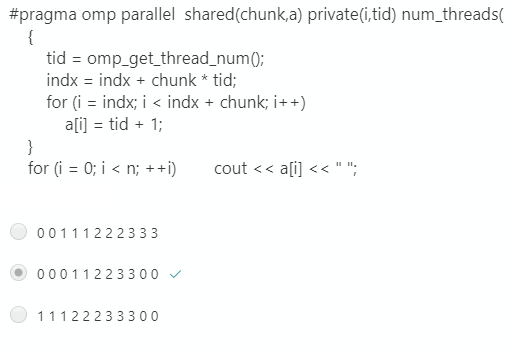 #pragma omp parallel shared(chunk,a) private(i,tid) num_threads(
{
tid = omp_get_thread_num();
indx = indx + chunk * tid;
for (i = indx; i < indx + chunk; i++)
a[i] = tid + 1;
}
for (i = 0; i < n; ++i) cout << a[i] << " ";
0 0 1 1 1 2 2 2 3 3 3
0 0 0 1 1 2 2 3 3 0 0
1 1 1 2 2 2 3 3 3 0 0